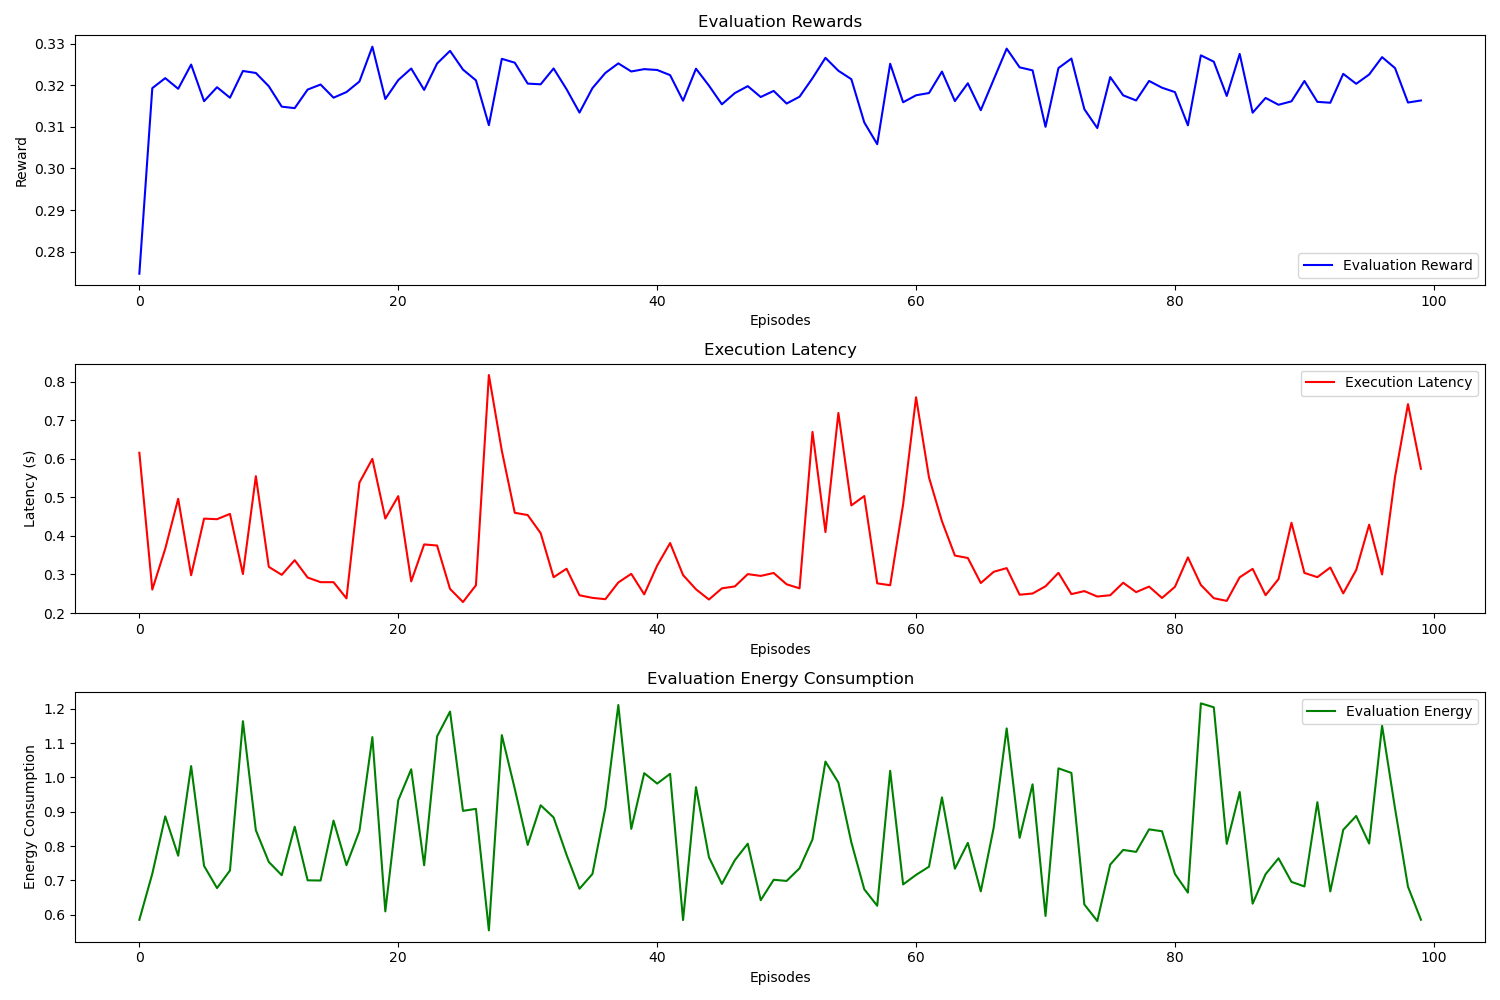 Evaluation Rewards
0.33
0.32
0.31
0.30
0.29
0.28
Reward
Evaluation Reward
0 20 40 60 80 100
Episodes
Execution Latency
0.8
0.7
0.6
0.5
0.4
0.3
0.2
Latency (s)
Execution Latency
0 20 40 60 80 100
Episodes
Evaluation Energy Consumption
1.2
1.1
1.0
0.9
0.8
0.7
0.6
Energy Consumption
Evaluation Energy
0 20 40 60 80 100
Episodes